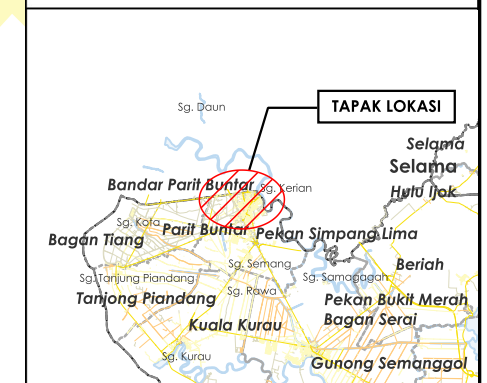 Sg. Daun
TAPAK LOKASI
Selama
Selama
Bandar Parit Buntar
Sg. Kerian
Hulu Ijok
Sg. Kota
Parit Buntar
Pekan Simpang Lima
Bagan Tiang
Sg. Semang
Beriah
Sg. Tanjung Piandang
Sg. Samagagah
Sg. Rawa
Tanjong Piandang
Pekan Bukit Merah
Kuala Kurau
Bagan Serai
Sg. Kurau
Gunong Semanggol